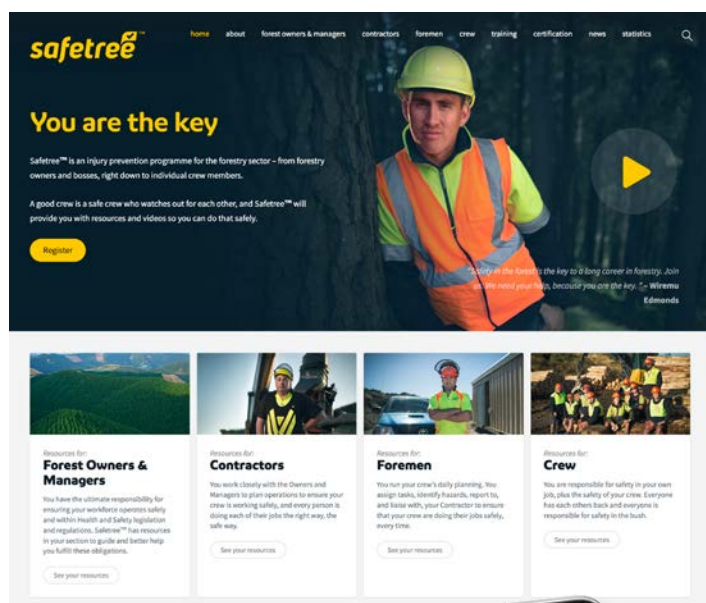 safetree™
home about forest owners & managers contractors foremen crew training certification news statistics
You are the key
Safetree™ is an injury prevention programme for the forestry sector – from forestry
owners and bosses, right down to individual crew members.
A good crew is a safe crew who watches out for each other, and Safetree™ will
provide you with resources and videos so you can do that safely.
Register
"Safety in the forest is the key to a long career in forestry. Join
us. We need your help, because you are the key. " – Wiremu
Edmonds
Resources for:
Forest Owners &
Managers
You have the ultimate responsibility for
ensuring your workforce operates safely
and within Health and Safety legislation
and regulations. Safetree™ has resources
in your section to guide and better help
you fulfill these obligations.
See your resources
Resources for:
Contractors
You work closely with the Owners and
Managers to plan operations to ensure your
crew is working safely, and every person is
doing each of their jobs the right way, the
safe way.
See your resources
Resources for:
Foremen
You run your crew's daily planning. You
assign tasks, identify hazards, report to,
and liaise with, your Contractor to ensure
that your crew are doing their jobs safely,
every time.
See your resources
Resources for:
Crew
You are responsible for safety in your own
job, plus the safety of your crew. Everyone
has each others back and everyone is
responsible for safety in the bush.
See your resources